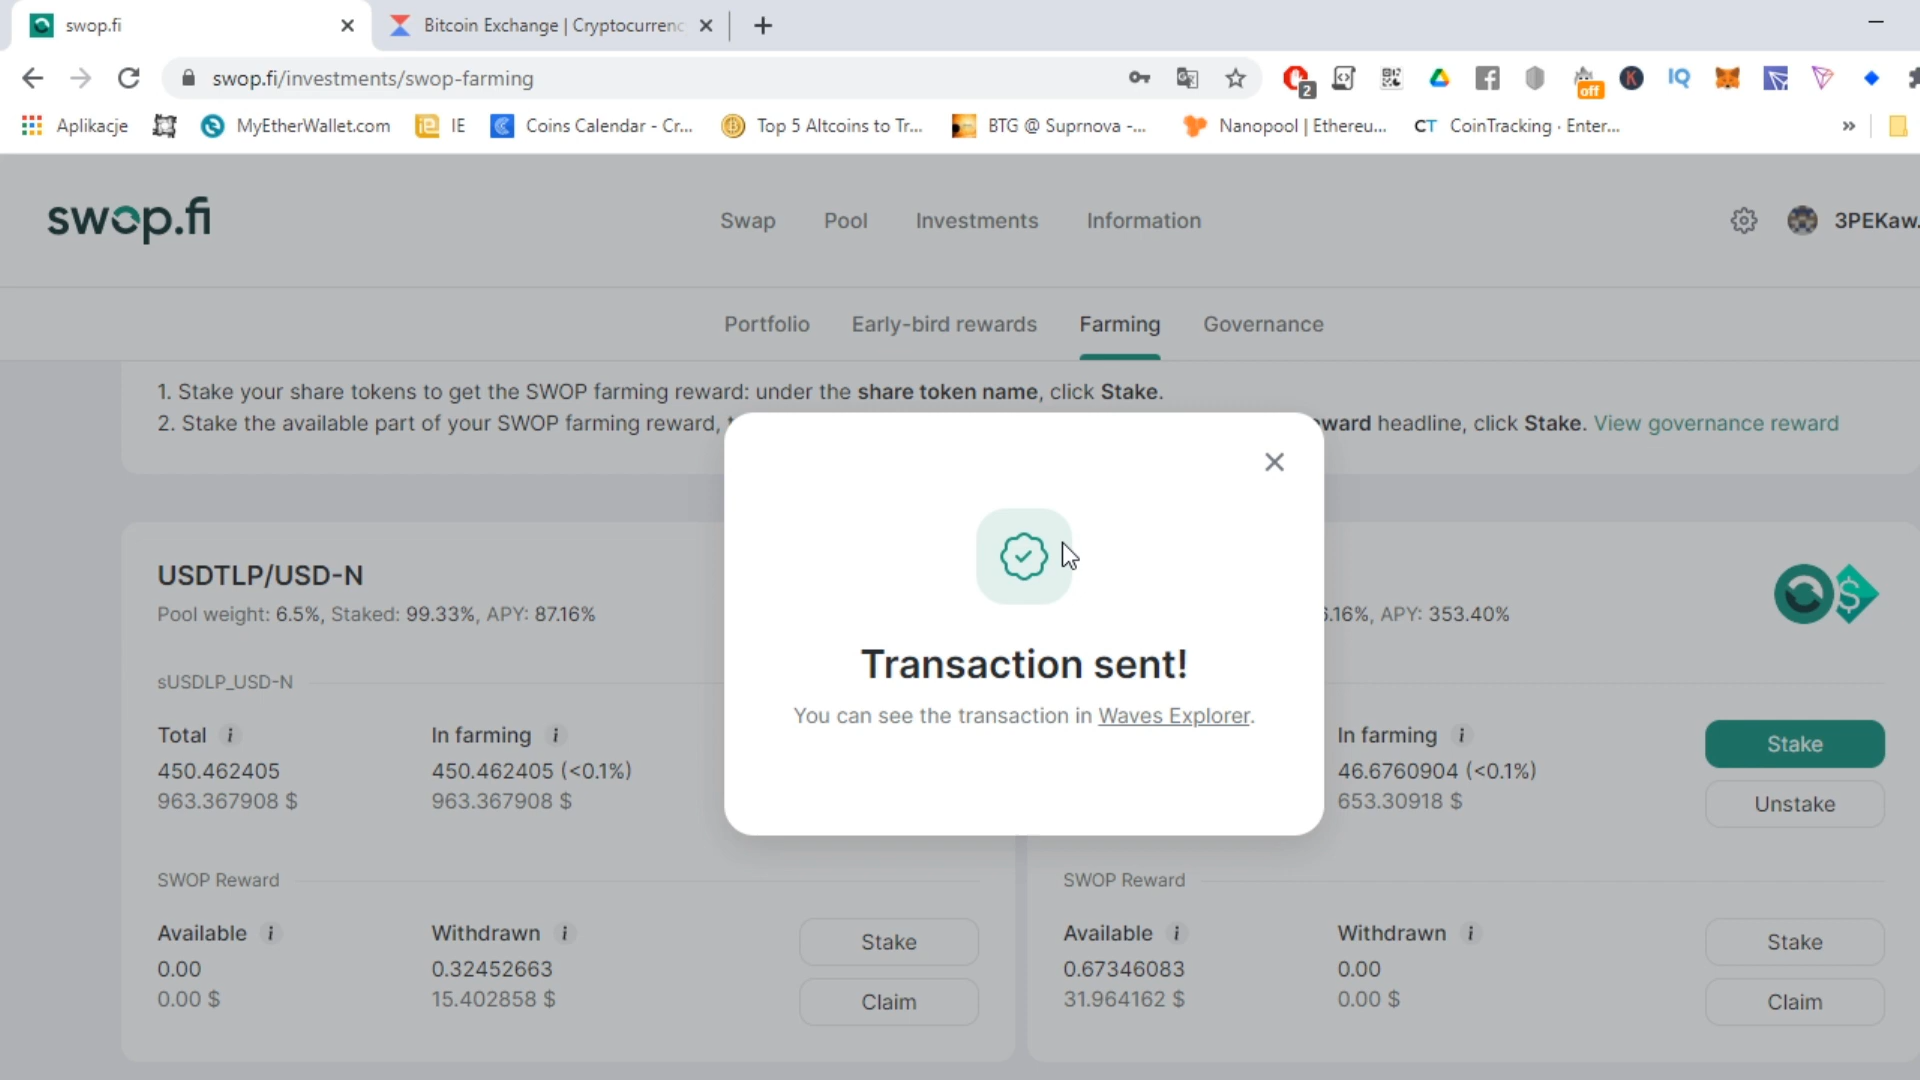 swop.fi
Bitcoin Exchange | Cryptocurrenc
swop.fi/investments/swop-farming
2
off
K
IQ
Aplikacje
MyEtherWallet.com
IE
Coins Calendar - Cr...
Top 5 Altcoins to Tr...
BTG @ Suprnova -...
Nanopool | Ethereu...
CT CoinTracking · Enter...
»
swop.fi
Swap
Pool
Investments
Information
3PEKaw.
Portfolio
Early-bird rewards
Farming
Governance
1. Stake your share tokens to get the SWOP farming reward: under the share token name, click Stake.
2. Stake the available part of your SWOP farming reward, ward headline, click Stake. View governance reward
Transaction sent!
You can see the transaction in Waves Explorer.
USDTLP/USD-N
Pool weight: 6.5%, Staked: 99.33%, APY: 87.16%
sUSDLP_USD-N
Total i
In farming i
450.462405
450.462405 (<0.1%)
963.367908 $
963.367908 $
SWOP Reward
Available i
Withdrawn i
Stake
0.00
0.32452663
0.00 $
15.402858 $
Claim
.16%, APY: 353.40%
In farming i
46.6760904 (<0.1%)
653.30918 $
Stake
Unstake
SWOP Reward
Available i
Withdrawn i
Stake
0.67346083
0.00
31.964162 $
0.00 $
Claim